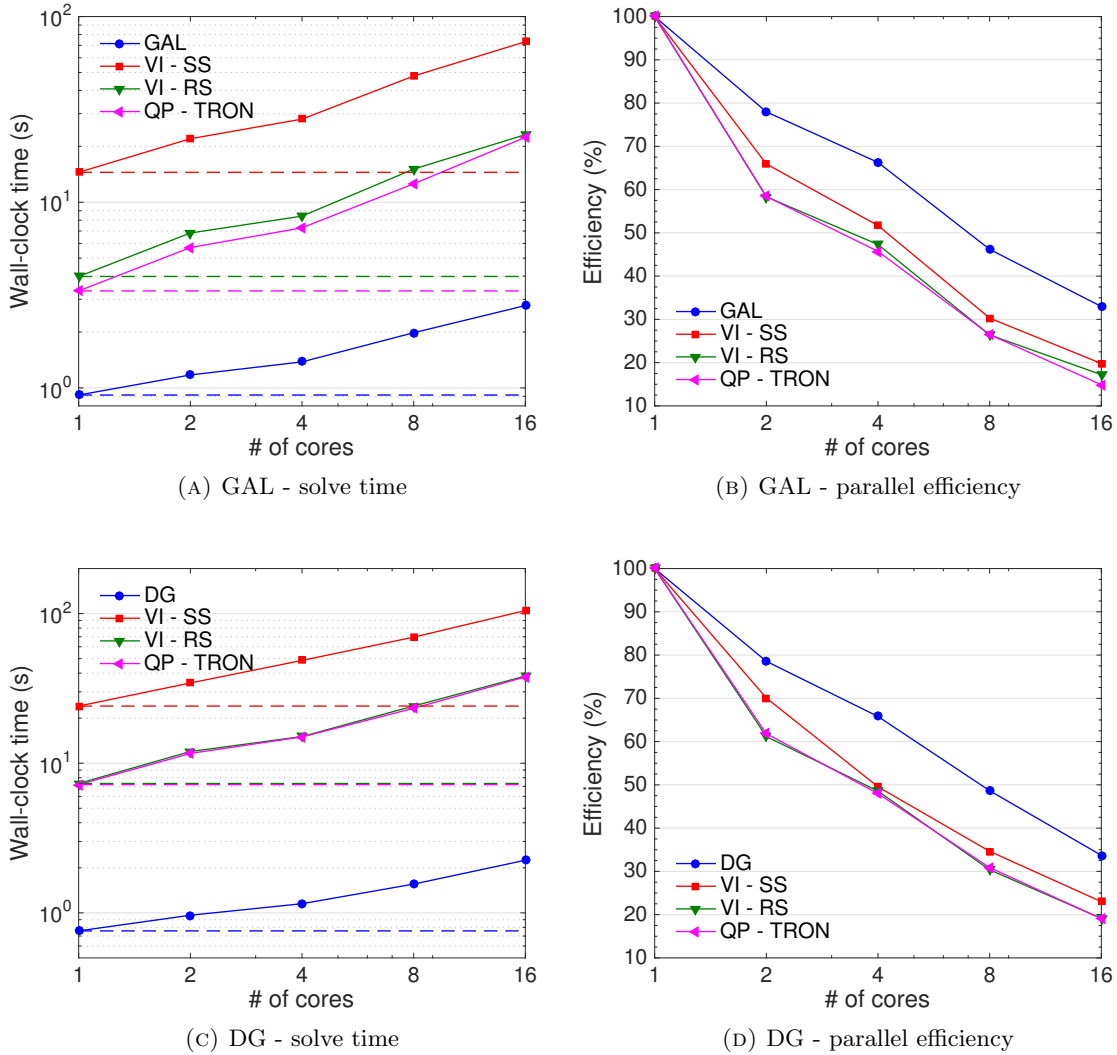 10^2
10^1
10^0
Wall-clock time (s)
GAL
VI - SS
VI - RS
QP - TRON
1 2 4 8 16
# of cores
(A) GAL - solve time
100
90
80
70
60
50
40
30
20
10
Efficiency (%)
GAL
VI - SS
VI - RS
QP - TRON
1 2 4 8 16
# of cores
(B) GAL - parallel efficiency
10^2
10^1
10^0
Wall-clock time (s)
DG
VI - SS
VI - RS
QP - TRON
1 2 4 8 16
# of cores
(C) DG - solve time
100
90
80
70
60
50
40
30
20
10
Efficiency (%)
DG
VI - SS
VI - RS
QP - TRON
1 2 4 8 16
# of cores
(D) DG - parallel efficiency